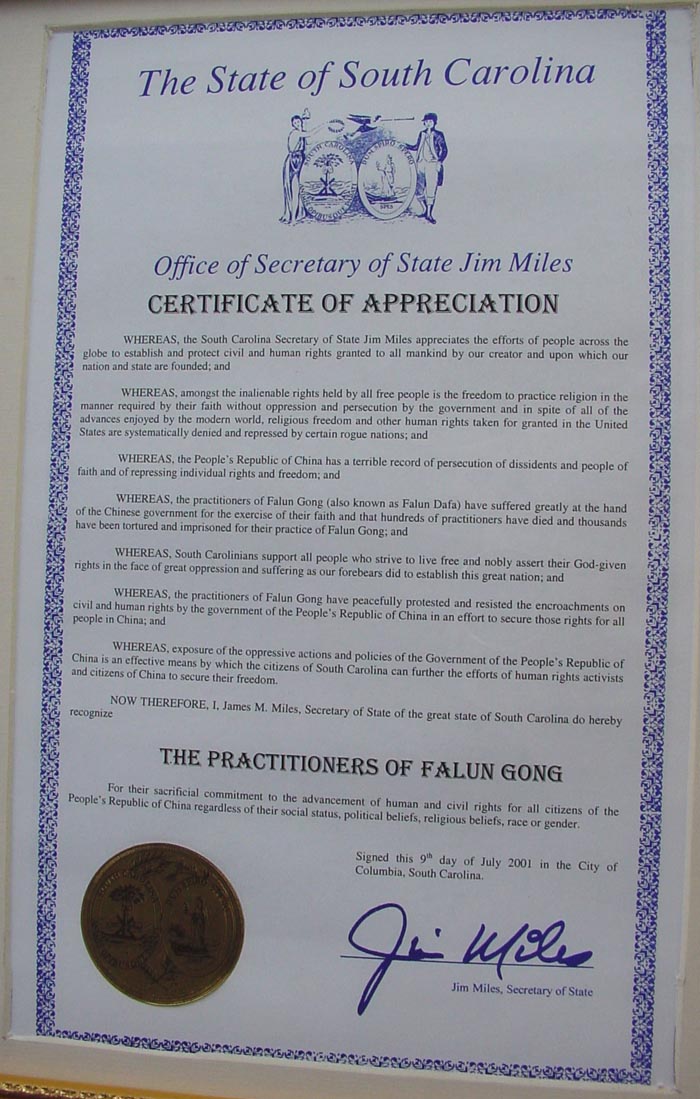 The State of South Carolina
SOUTH CAROLINA
DUM SPIRO SPERO
SPES
Office of Secretary of State Jim Miles
CERTIFICATE OF APPRECIATION
WHEREAS, the South Carolina Secretary of State Jim Miles appreciates the efforts of people across the
globe to establish and protect civil and human rights granted to all mankind by our creator and upon which our
nation and state are founded; and
WHEREAS, amongst the inalienable rights held by all free people is the freedom to practice religion in the
manner required by their faith without oppression and persecution by the government and in spite of all of the
advances enjoyed by the modern world, religious freedom and other human rights taken for granted in the United
States are systematically denied and repressed by certain rogue nations; and
WHEREAS, the People's Republic of China has a terrible record of persecution of dissidents and people of
faith and of repressing individual rights and freedom; and
WHEREAS, the practitioners of Falun Gong (also known as Falun Dafa) have suffered greatly at the hand
of the Chinese government for the exercise of their faith and that hundreds of practitioners have died and thousands
have been tortured and imprisoned for their practice of Falun Gong; and
WHEREAS, South Carolinians support all people who strive to live free and nobly assert their God-given
rights in the face of great oppression and suffering as our forebears did to establish this great nation; and
WHEREAS, the practitioners of Falun Gong have peacefully protested and resisted the encroachments on
civil and human rights by the government of the People's Republic of China in an effort to secure those rights for all
people in China; and
WHEREAS, exposure of the oppressive actions and policies of the Government of the People's Republic of
China is an effective means by which the citizens of South Carolina can further the efforts of human rights activists
and citizens of China to secure their freedom.
NOW THEREFORE, I, James M. Miles, Secretary of State of the great state of South Carolina do hereby
recognize
THE PRACTITIONERS OF FALUN GONG
For their sacrificial commitment to the advancement of human and civil rights for all citizens of the
People's Republic of China regardless of their social status, political beliefs, religious beliefs, race or gender.
Signed this 9th day of July 2001 in the City of
Columbia, South Carolina.
Jim Miles
Jim Miles, Secretary of State